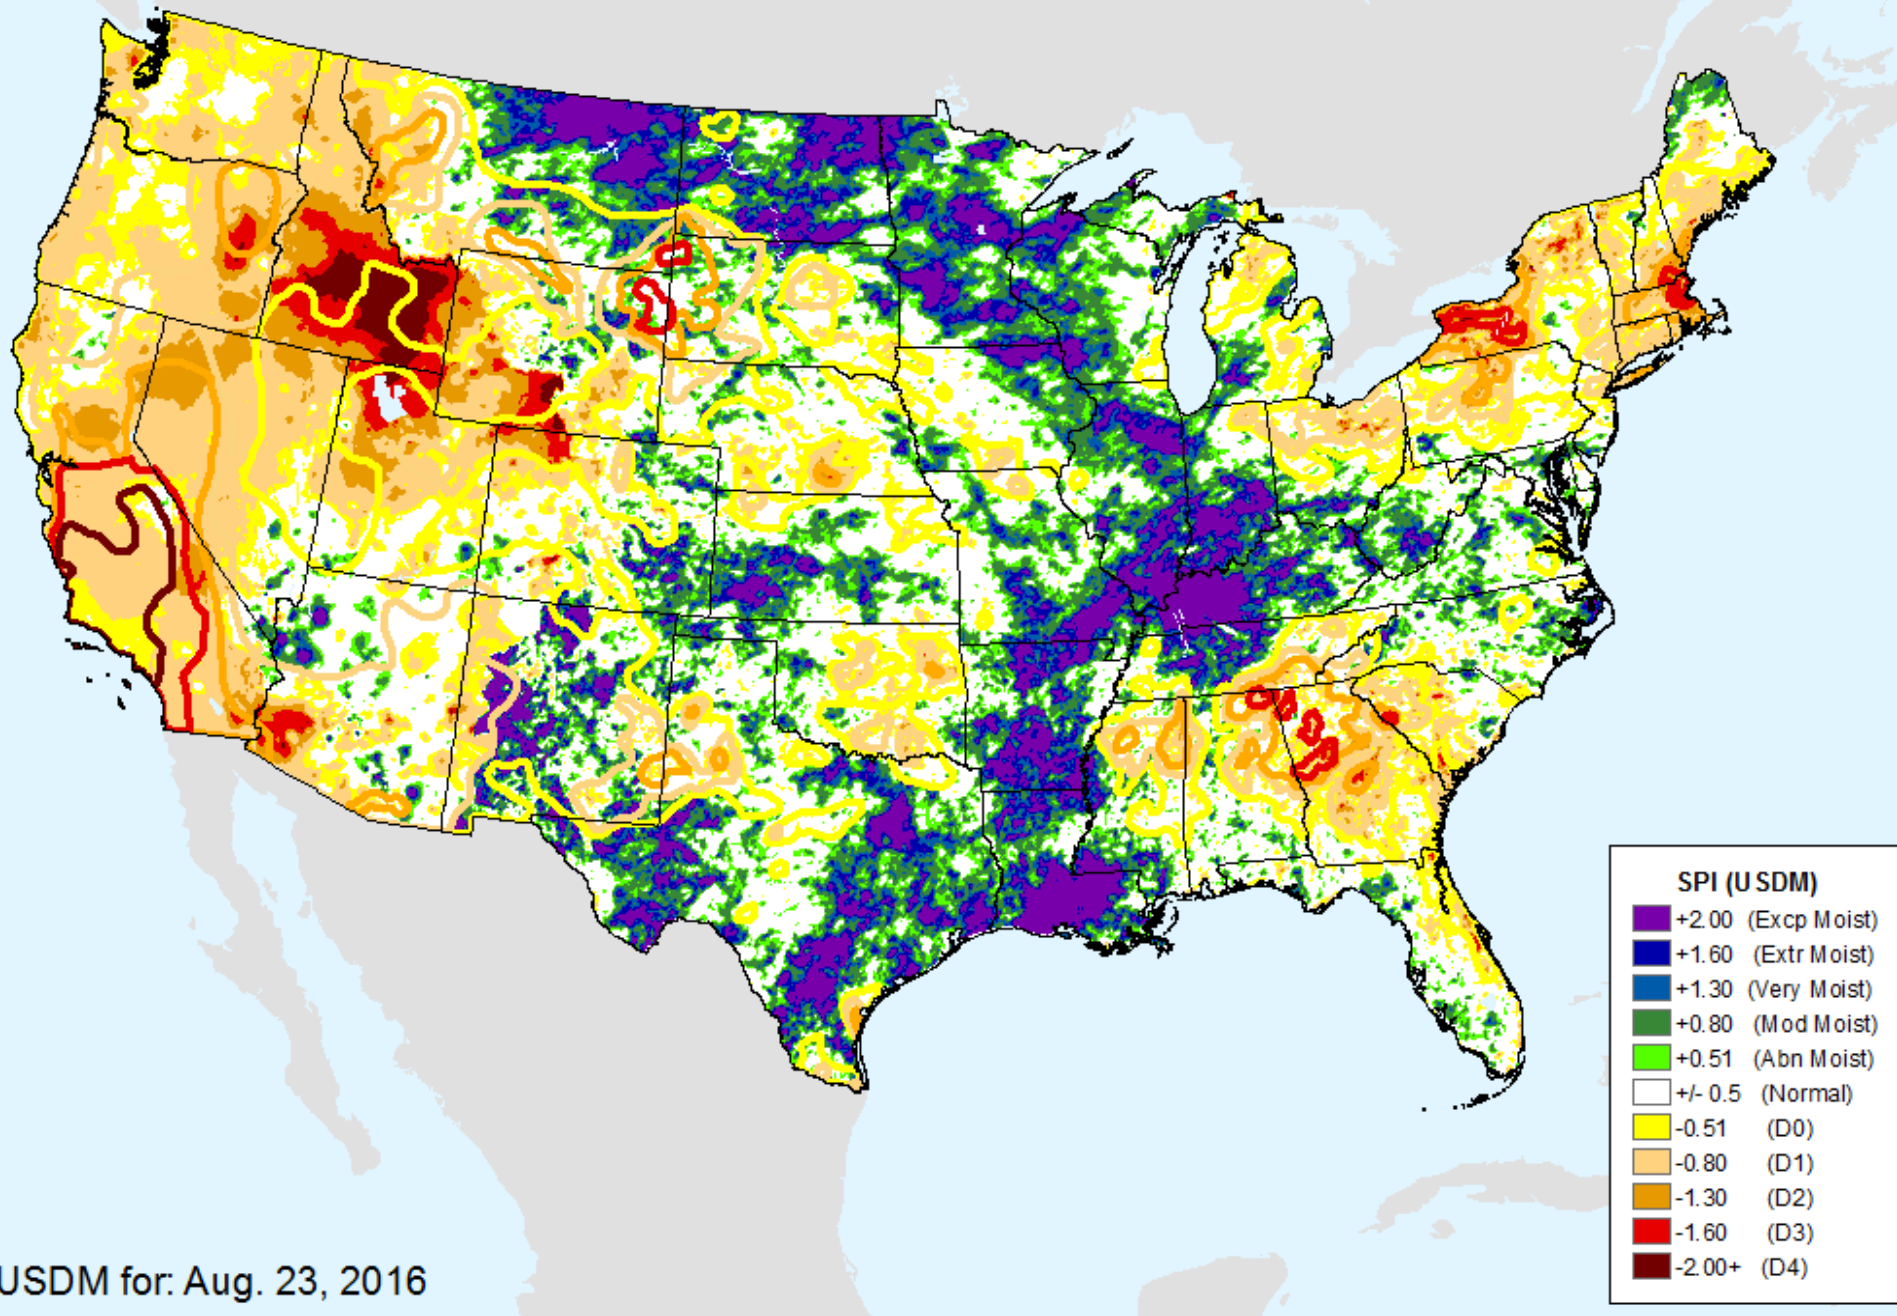 SPI (USDM)
+2.00 (Excp Moist)
+1.60 (Extr Moist)
+1.30 (Very Moist)
+0.80 (Mod Moist)
+0.51 (Abn Moist)
+/- 0.5 (Normal)
-0.51 (D0)
-0.80 (D1)
-1.30 (D2)
-1.60 (D3)
-2.00+ (D4)
USDM for: Aug. 23, 2016